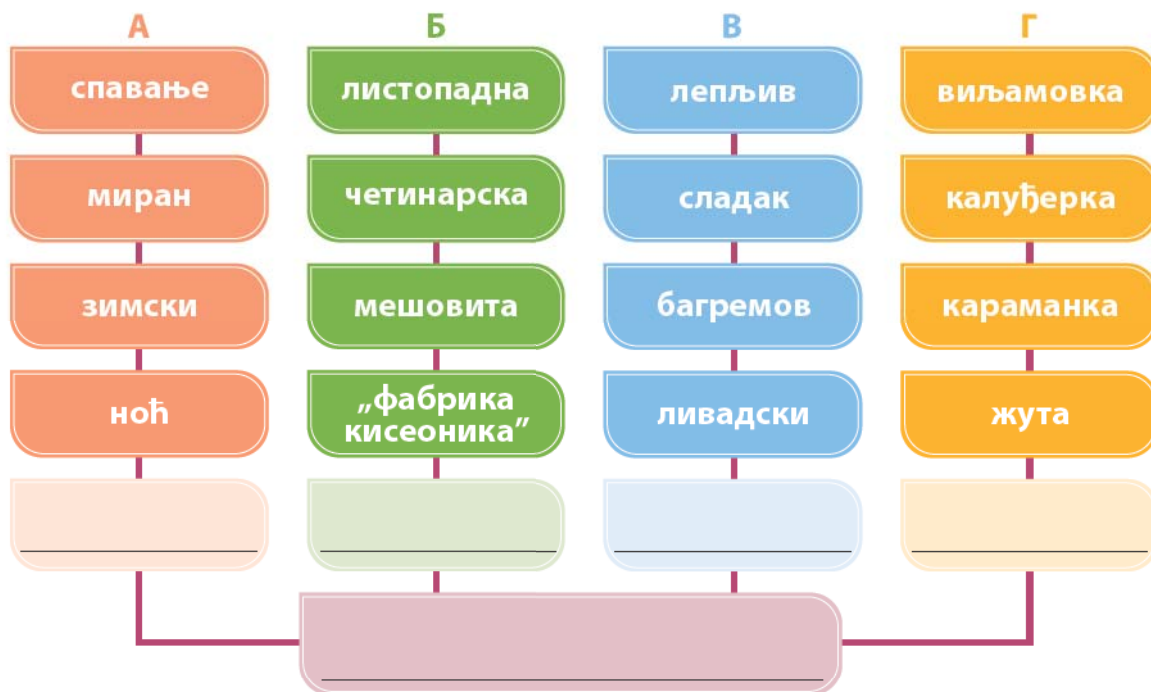 А
Б
В
Г
спавање
листопадна
лепљив
виљамовка
миран
четинарска
сладак
калуђерка
зимски
мешовита
багремов
караманка
ноћ
„фабрика
кисеоника”
ливадски
жута